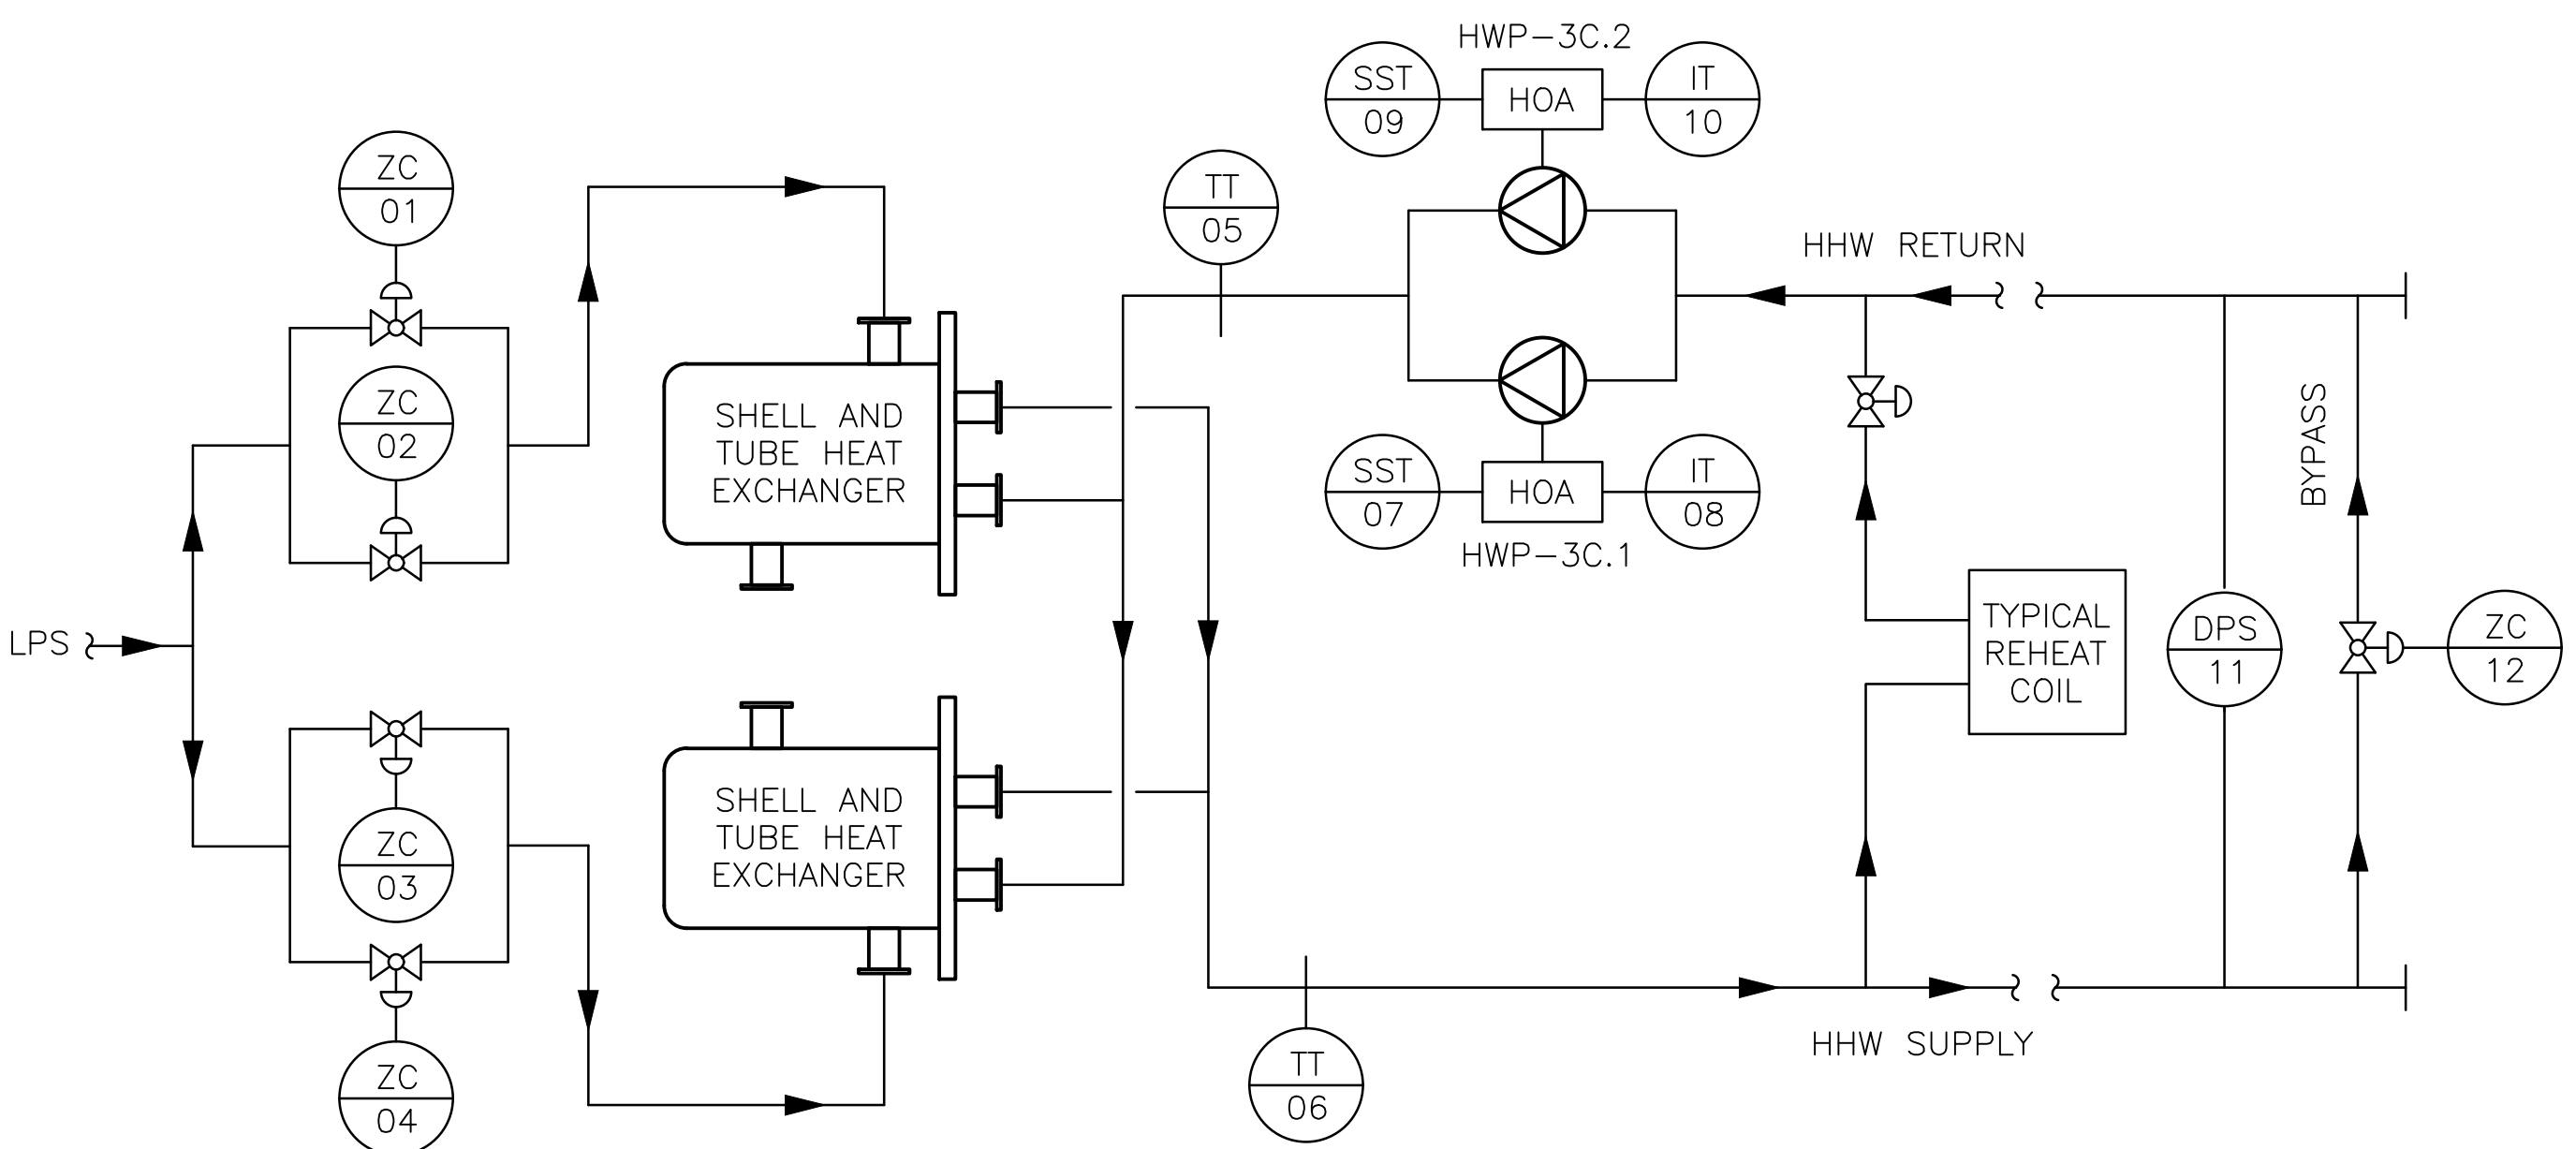 HWP-3C.2
SST
09
HOA
IT
10
ZC
01
TT
05
HHW RETURN
ZC
02
SHELL AND
TUBE HEAT
EXCHANGER
SST
07
HOA
IT
08
HWP-3C.1
BYPASS
LPS
TYPICAL
REHEAT
COIL
DPS
11
ZC
12
SHELL AND
TUBE HEAT
EXCHANGER
ZC
03
HHW SUPPLY
ZC
04
TT
06